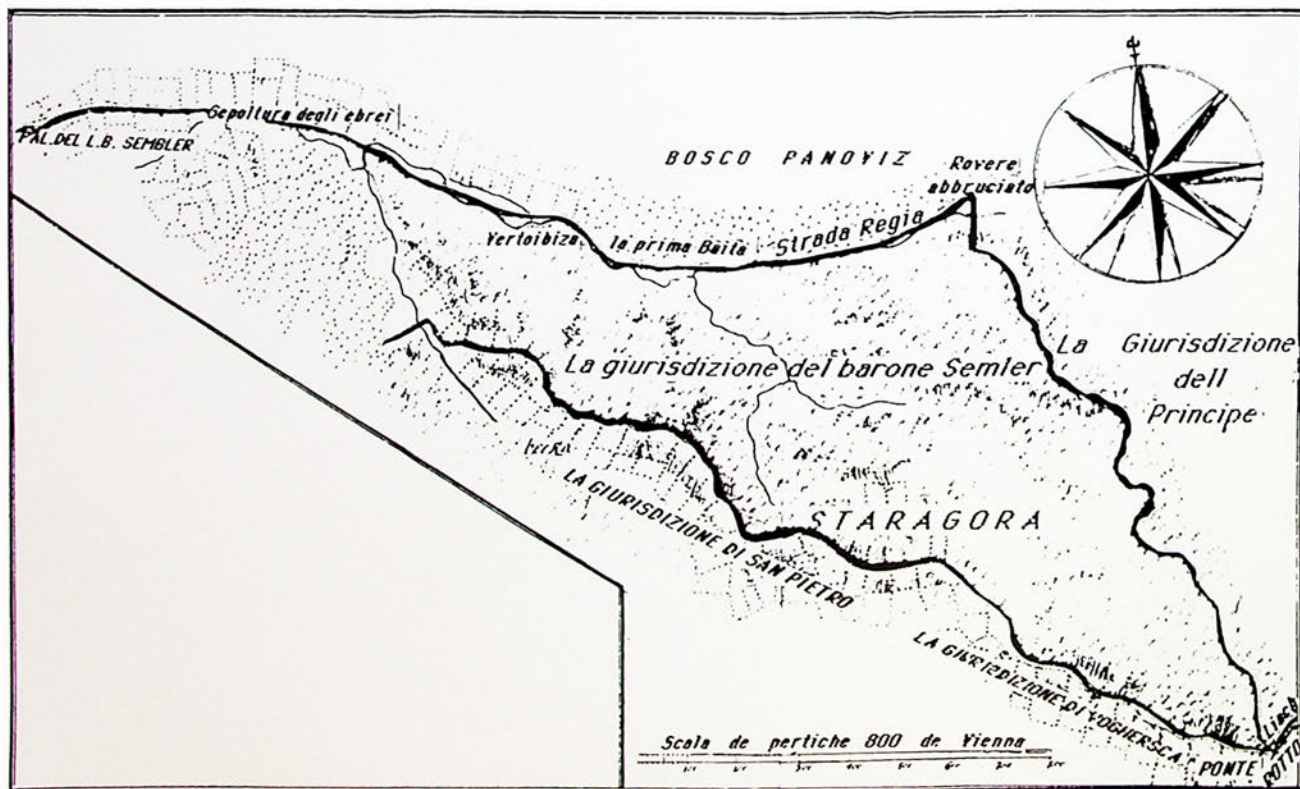 Sepoltura degli ebrei
PAL. DEL L.B. SEMBLER
BOSCO PANOVIZ
Rovere
abbruciato
Vertoibiza
la prima Baita
Strada Regia
La giurisdizione del barone Semler
La Giurisdizione
dell
Principe
LA GIURISDIZIONE DI SAN PIETRO
STARAGORA
LA GIURIZDIZIONE DI VOGHERSCA
Scala de pertiche 800 de Vienna
PONTE
ROTTO